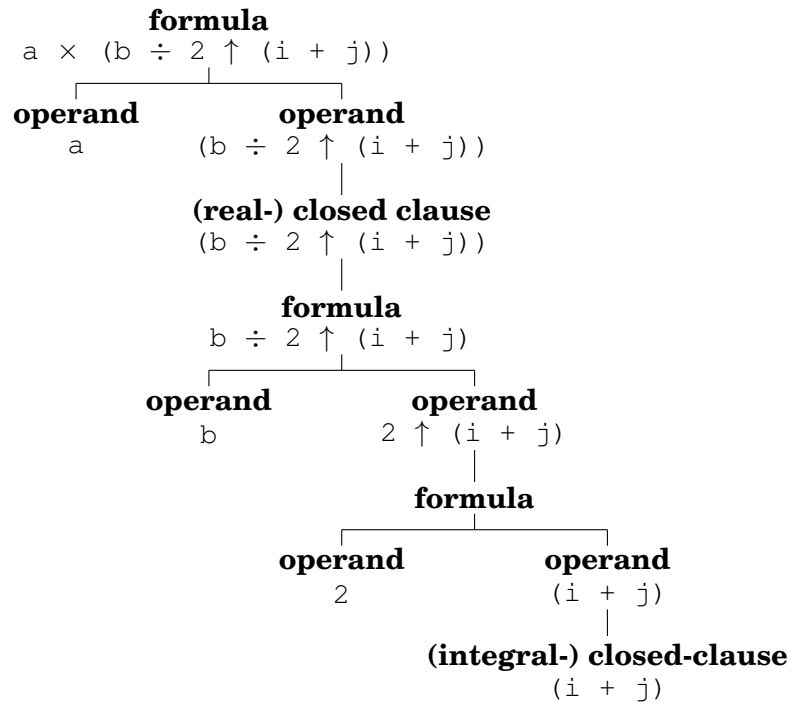 formula
a × (b ÷ 2 ↑ (i + j))
operand operand
a (b ÷ 2 ↑ (i + j))
(real-) closed clause
(b ÷ 2 ↑ (i + j))
formula
b ÷ 2 ↑ (i + j)
operand operand
b 2 ↑ (i + j)
formula
operand operand
2 (i + j)
(integral-) closed-clause
(i + j)